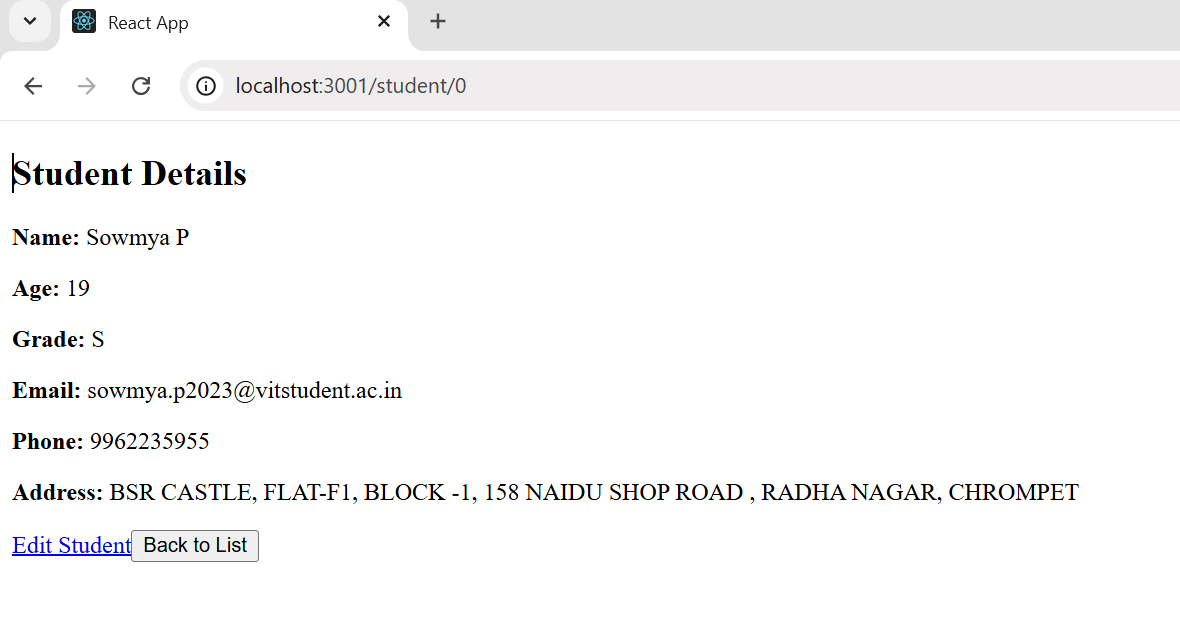 React App
localhost:3001/student/0
Student Details
Name: Sowmya P
Age: 19
Grade: S
Email: sowmya.p2023@vitstudent.ac.in
Phone: 9962235955
Address: BSR CASTLE, FLAT-F1, BLOCK -1, 158 NAIDU SHOP ROAD , RADHA NAGAR, CHROMPET
Edit Student Back to List